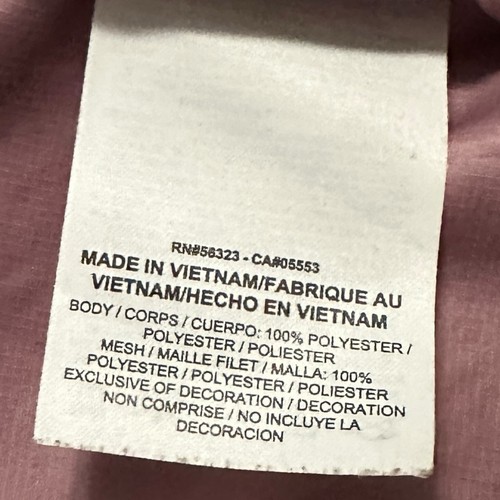 RN#56323 - CA#05553
MADE IN VIETNAM/FABRIQUE AU
VIETNAM/HECHO EN VIETNAM
BODY / CORPS / CUERPO: 100% POLYESTER /
POLYESTER / POLIESTER
MESH / MAILLE FILET / MALLA: 100%
POLYESTER / POLYESTER / POLIESTER
EXCLUSIVE OF DECORATION / DECORATION
NON COMPRISE / NO INCLUYE LA
DECORACION